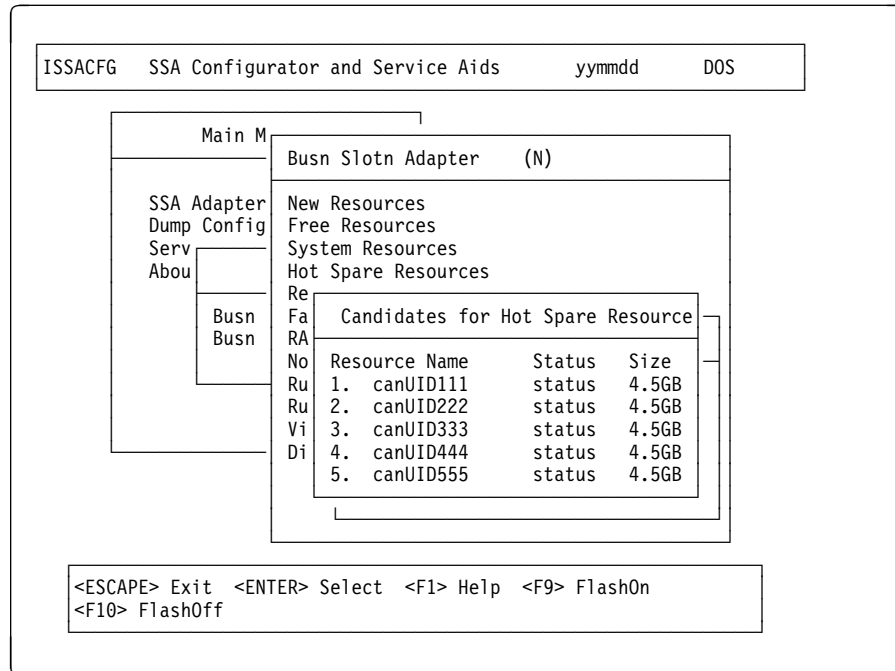 ISSACFG SSA Configurator and Service Aids yymmdd DOS
Main M
Busn Slotn Adapter (N)
SSA Adapter
New Resources
Dump Config
Free Resources
Serv
System Resources
Abou
Hot Spare Resources
Re
Busn
Fa
Candidates for Hot Spare Resource
Busn
RA
No
Resource Name Status Size
Ru
1. canUID111 status 4.5GB
Ru
2. canUID222 status 4.5GB
Vi
3. canUID333 status 4.5GB
Di
4. canUID444 status 4.5GB
5. canUID555 status 4.5GB
<ESCAPE> Exit <ENTER> Select <F1> Help <F9> FlashOn
<F10> FlashOff